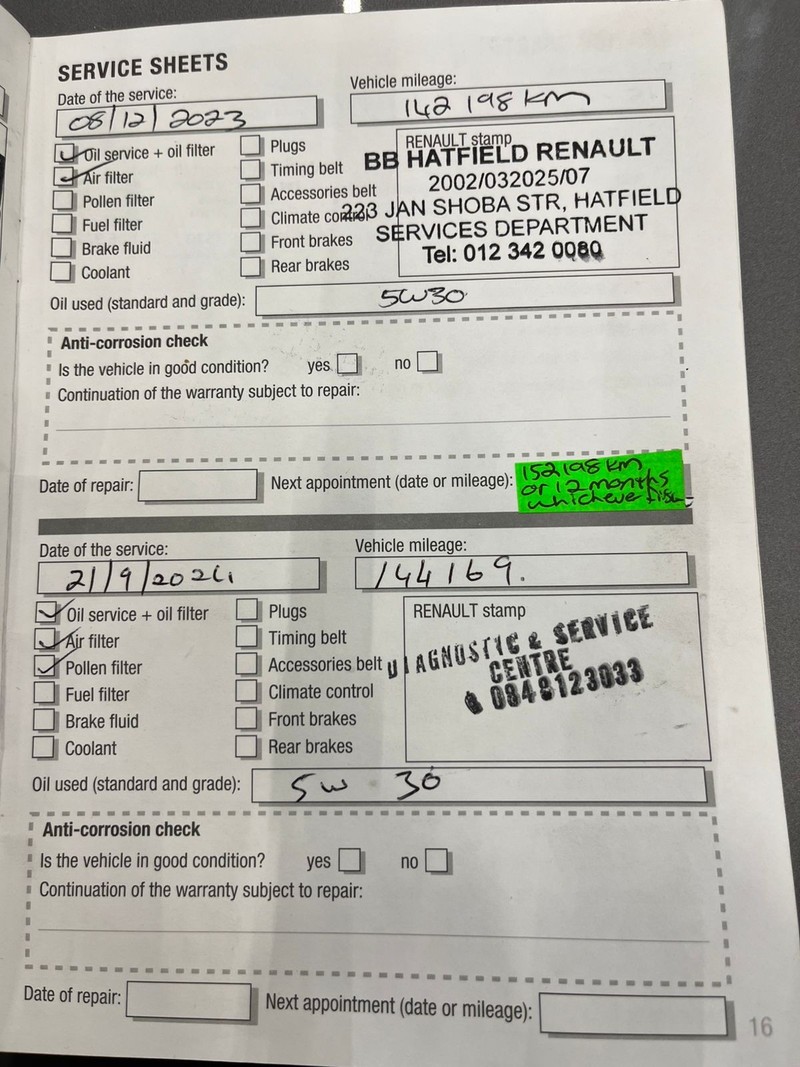 SERVICE SHEETS
Date of the service:
08/12/2023
Vehicle mileage:
142 198 km
Oil service + oil filter
Air filter
Pollen filter
Fuel filter
Brake fluid
Coolant
Plugs
Timing belt
Accessories belt
Climate control
Front brakes
Rear brakes
RENAULT stamp
BB HATFIELD RENAULT
2002/032025/07
223 JAN SHOBA STR, HATFIELD
SERVICES DEPARTMENT
Tel: 012 342 0080
Oil used (standard and grade):
5W30
Anti-corrosion check
Is the vehicle in good condition? yes no
Continuation of the warranty subject to repair:
Date of repair:
Next appointment (date or mileage):
152198 km
or 12 months
whichever
Date of the service:
21/9/2024
Vehicle mileage:
144169.
Oil service + oil filter
Air filter
Pollen filter
Fuel filter
Brake fluid
Coolant
Plugs
Timing belt
Accessories belt
Climate control
Front brakes
Rear brakes
RENAULT stamp
DIAGNOSTIC & SERVICE
CENTRE
0848123033
Oil used (standard and grade):
5w 30
Anti-corrosion check
Is the vehicle in good condition? yes no
Continuation of the warranty subject to repair:
Date of repair:
Next appointment (date or mileage):
16